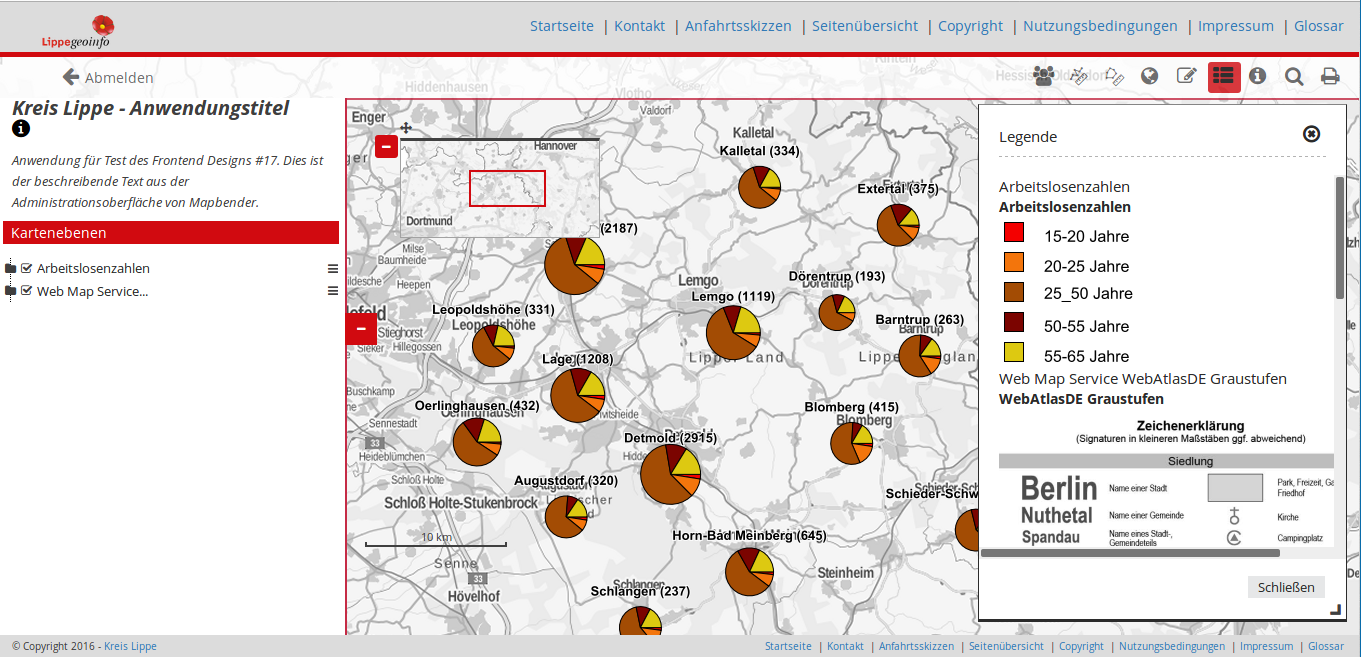 Lippegeoinfo
Startseite | Kontakt | Anfahrtsskizzen | Seitenübersicht | Copyright | Nutzungsbedingungen | Impressum | Glossar
Abmelden
Hiddenhausen
Vlotho
Kreis Lippe - Anwendungstitel
Anwendung für Test des Frontend Designs #17. Dies ist
der beschreibende Text aus der
Administrationsoberfläche von Mapbender.
Kartenebenen
Arbeitslosenzahlen
Web Map Service...
Enger
Valdorf
Kalletal
Kalletal (334)
Hannover
Dortmund
Extertal (375)
(2187)
Milse
Baumheide
Heepen
Lemgo
Dörentrup (193)
Dörentrup
Lemgo (1119)
Leopoldshöhe (331)
Leopoldshöhe
Barntrup (263)
Barntrup
Stieghorst
Sieker
Hillegossen
Lage (1208)
Buschkamp
Oerlinghausen (432)
Oerlinghausen
Sennestadt
Blomberg (415)
Blomberg
33
Heideblümchen
Detmold (2915)
Schloß Holte
Schloß Holte-Stukenbrock
Augustdorf (320)
Augustdorf
Schieder-Schw
10 km
Senne
Horn-Bad Meinberg (645)
33
Steinheim
Hövelhof
Schlangen
Schlangen (237)
Legende
Arbeitslosenzahlen
Arbeitslosenzahlen
15-20 Jahre
20-25 Jahre
25_50 Jahre
50-55 Jahre
55-65 Jahre
Web Map Service WebAtlasDE Graustufen
WebAtlasDE Graustufen
Zeichenerklärung
(Signaturen in kleineren Maßstäben ggf. abweichend)
Siedlung
Berlin Name einer Stadt Park, Freizeit, Ga
Friedhof
Nuthetal Name einer Gemeinde Kirche
Spandau Name eines Stadt-,
Gemeindeteils Campingplatz
Schließen
© Copyright 2016 - Kreis Lippe
Startseite | Kontakt | Anfahrtsskizzen | Seitenübersicht | Copyright | Nutzungsbedingungen | Impressum | Glossar